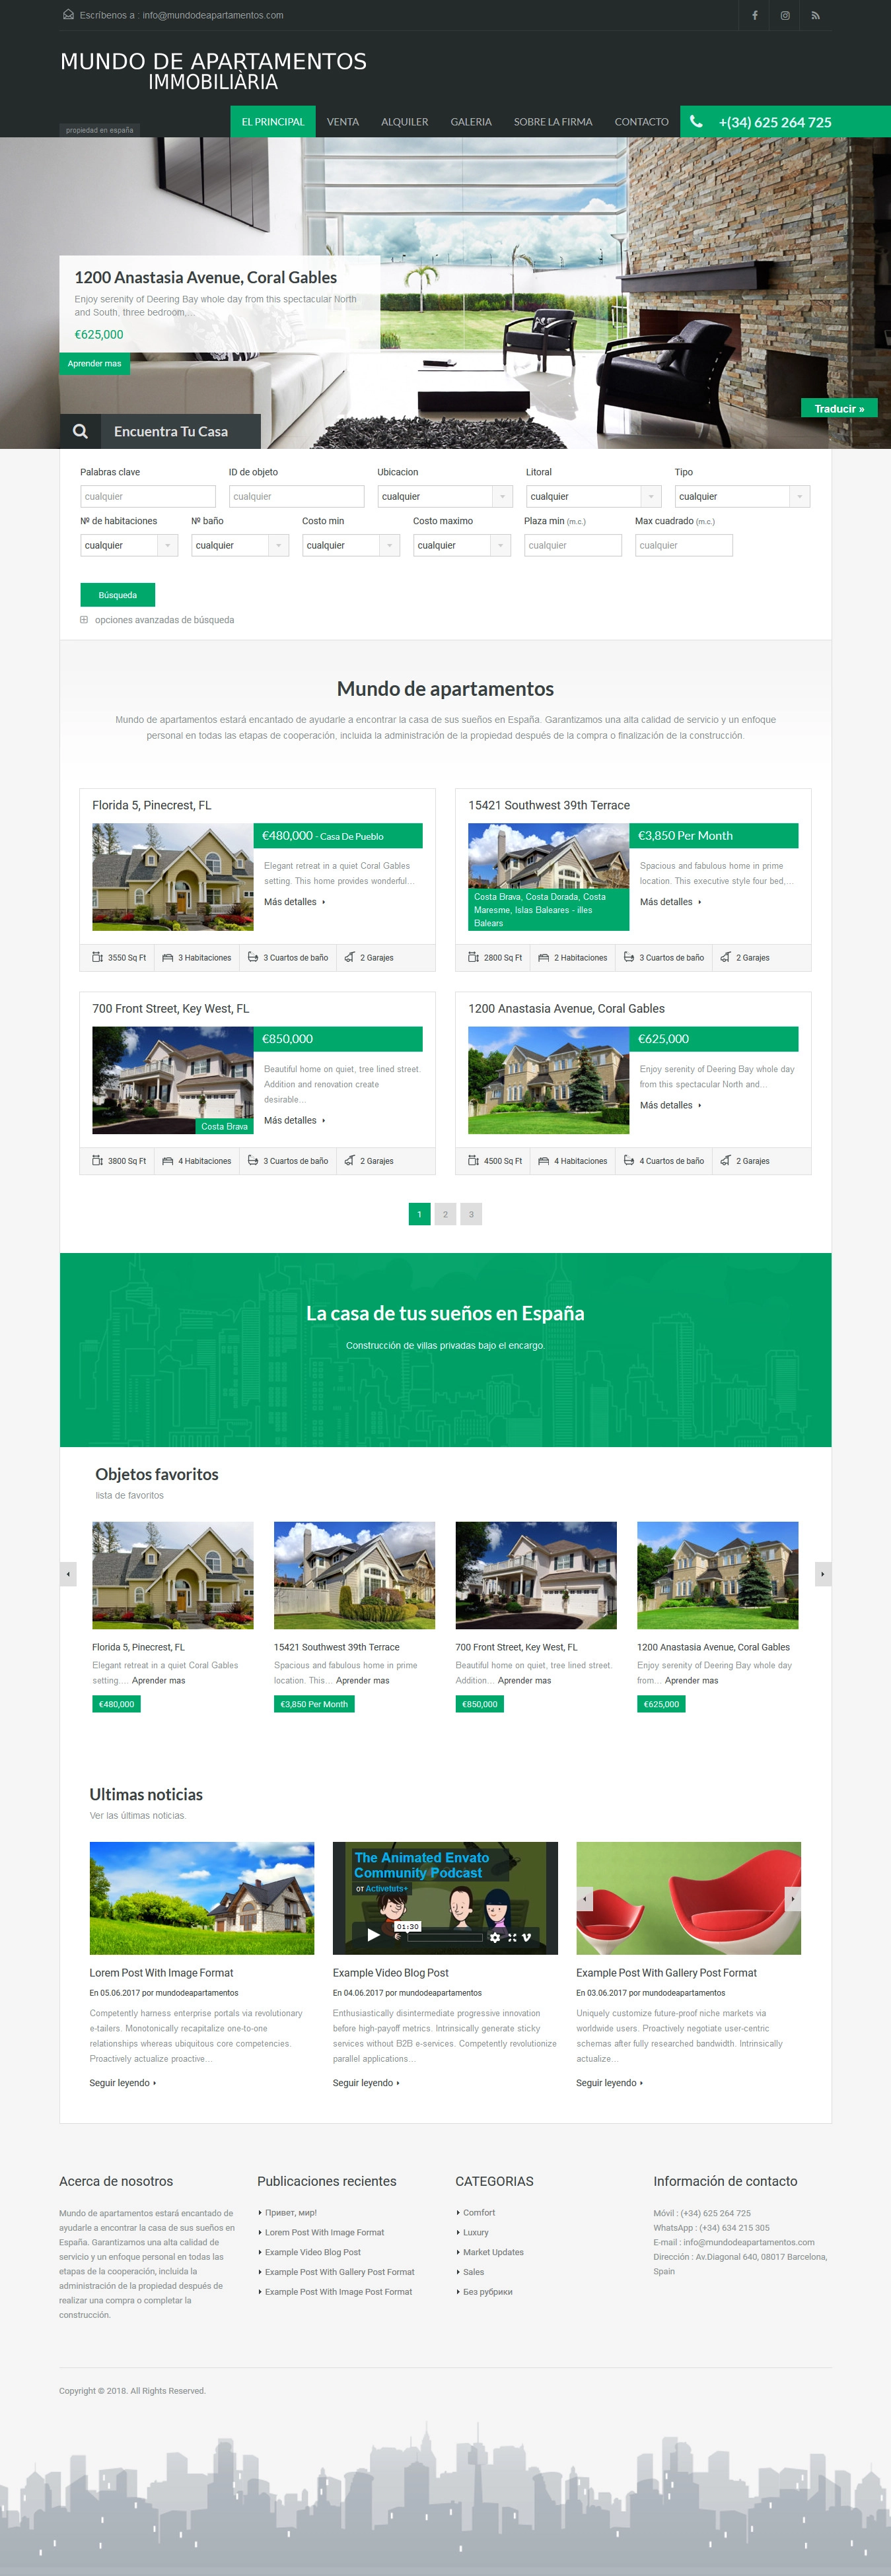 Escríbenos a : info@mundodeapartamentos.com
MUNDO DE APARTAMENTOS
IMMOBILIÀRIA
propiedad en españa
EL PRINCIPAL VENTA ALQUILER GALERIA SOBRE LA FIRMA CONTACTO
+(34) 625 264 725
1200 Anastasia Avenue, Coral Gables
Enjoy serenity of Deering Bay whole day from this spectacular North
and South, three bedroom,...
€625,000
Aprender mas
Traducir »
Encuentra Tu Casa
Palabras clave ID de objeto Ubicacion Litoral Tipo
cualquier cualquier cualquier cualquier cualquier
Nº de habitaciones Nº baño Costo min Costo maximo Plaza min (m.c.) Max cuadrado (m.c.)
cualquier cualquier cualquier cualquier cualquier cualquier
Búsqueda
opciones avanzadas de búsqueda
Mundo de apartamentos
Mundo de apartamentos estará encantado de ayudarle a encontrar la casa de sus sueños en España. Garantizamos una alta calidad de servicio y un enfoque
personal en todas las etapas de cooperación, incluida la administración de la propiedad después de la compra o finalización de la construcción.
Florida 5, Pinecrest, FL
€480,000 - Casa De Pueblo
Elegant retreat in a quiet Coral Gables
setting. This home provides wonderful…
Más detalles
3550 Sq Ft 3 Habitaciones 3 Cuartos de baño 2 Garajes
15421 Southwest 39th Terrace
€3,850 Per Month
Costa Brava, Costa Dorada, Costa
Maresme, Islas Baleares - illes
Balears
Spacious and fabulous home in prime
location. This executive style four bed,…
Más detalles
2800 Sq Ft 2 Habitaciones 3 Cuartos de baño 2 Garajes
700 Front Street, Key West, FL
€850,000
Costa Brava
Beautiful home on quiet, tree lined street.
Addition and renovation create
desirable…
Más detalles
3800 Sq Ft 4 Habitaciones 3 Cuartos de baño 2 Garajes
1200 Anastasia Avenue, Coral Gables
€625,000
Enjoy serenity of Deering Bay whole day
from this spectacular North and…
Más detalles
4500 Sq Ft 4 Habitaciones 4 Cuartos de baño 2 Garajes
1 2 3
La casa de tus sueños en España
Construcción de villas privadas bajo el encargo.
Objetos favoritos
lista de favoritos
Florida 5, Pinecrest, FL
Elegant retreat in a quiet Coral Gables
setting.… Aprender mas
€480,000
15421 Southwest 39th Terrace
Spacious and fabulous home in prime
location. This… Aprender mas
€3,850 Per Month
700 Front Street, Key West, FL
Beautiful home on quiet, tree lined street.
Addition… Aprender mas
€850,000
1200 Anastasia Avenue, Coral Gables
Enjoy serenity of Deering Bay whole day
from… Aprender mas
€625,000
Ultimas noticias
Ver las últimas noticias.
Lorem Post With Image Format
En 05.06.2017 por mundodeapartamentos
Competently harness enterprise portals via revolutionary
e-tailers. Monotonically recapitalize one-to-one
relationships whereas ubiquitous core competencies.
Proactively actualize proactive…
Seguir leyendo
The Animated Envato
Community Podcast
от Activetuts+
01:30
Example Video Blog Post
En 04.06.2017 por mundodeapartamentos
Enthusiastically disintermediate progressive innovation
before high-payoff metrics. Intrinsically generate sticky
services without B2B e-services. Competently revolutionize
parallel applications…
Seguir leyendo
Example Post With Gallery Post Format
En 03.06.2017 por mundodeapartamentos
Uniquely customize future-proof niche markets via
worldwide users. Proactively negotiate user-centric
schemas after fully researched bandwidth. Intrinsically
actualize…
Seguir leyendo
Acerca de nosotros
Mundo de apartamentos estará encantado de
ayudarle a encontrar la casa de sus sueños en
España. Garantizamos una alta calidad de
servicio y un enfoque personal en todas las
etapas de la cooperación, incluida la
administración de la propiedad después de
realizar una compra o completar la
construcción.
Publicaciones recientes
Привет, мир!
Lorem Post With Image Format
Example Video Blog Post
Example Post With Gallery Post Format
Example Post With Image Post Format
CATEGORIAS
Comfort
Luxury
Market Updates
Sales
Без рубрики
Información de contacto
Móvil : (+34) 625 264 725
WhatsApp : (+34) 634 215 305
E-mail : info@mundodeapartamentos.com
Dirección : Av.Diagonal 640, 08017 Barcelona,
Spain
Copyright © 2018. All Rights Reserved.